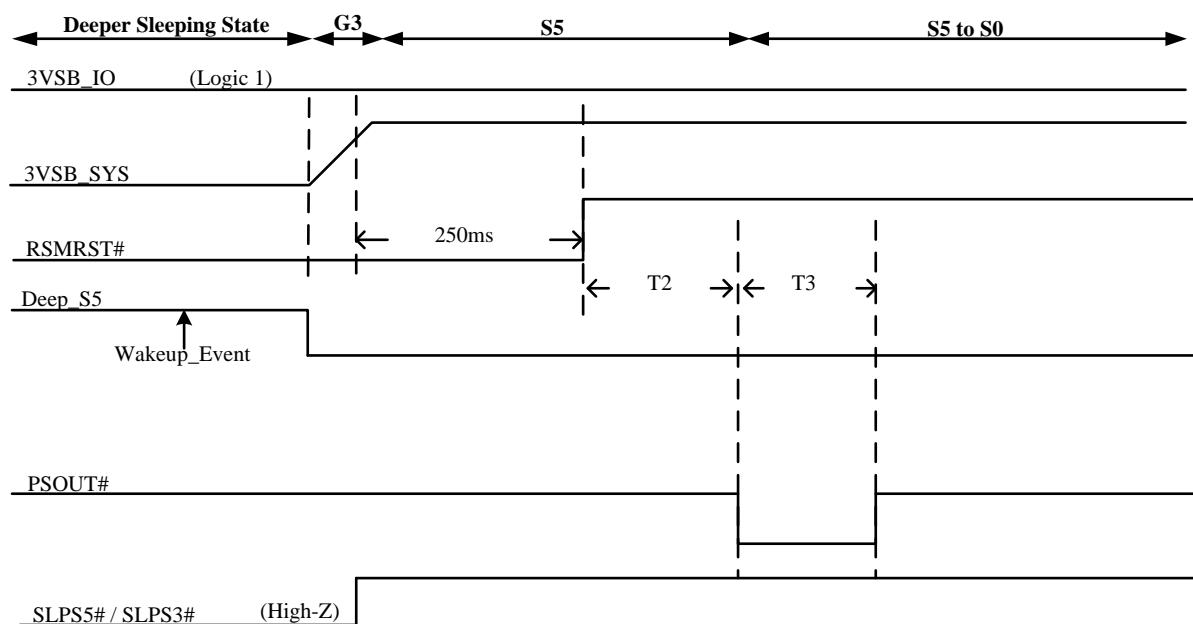 Deeper Sleeping State G3 S5 S5 to S0
3VSB_IO (Logic 1)
3VSB_SYS
250ms
RSMRST#
T2 T3
Deep_S5
Wakeup_Event
PSOUT#
SLPS5# / SLPS3# (High-Z)